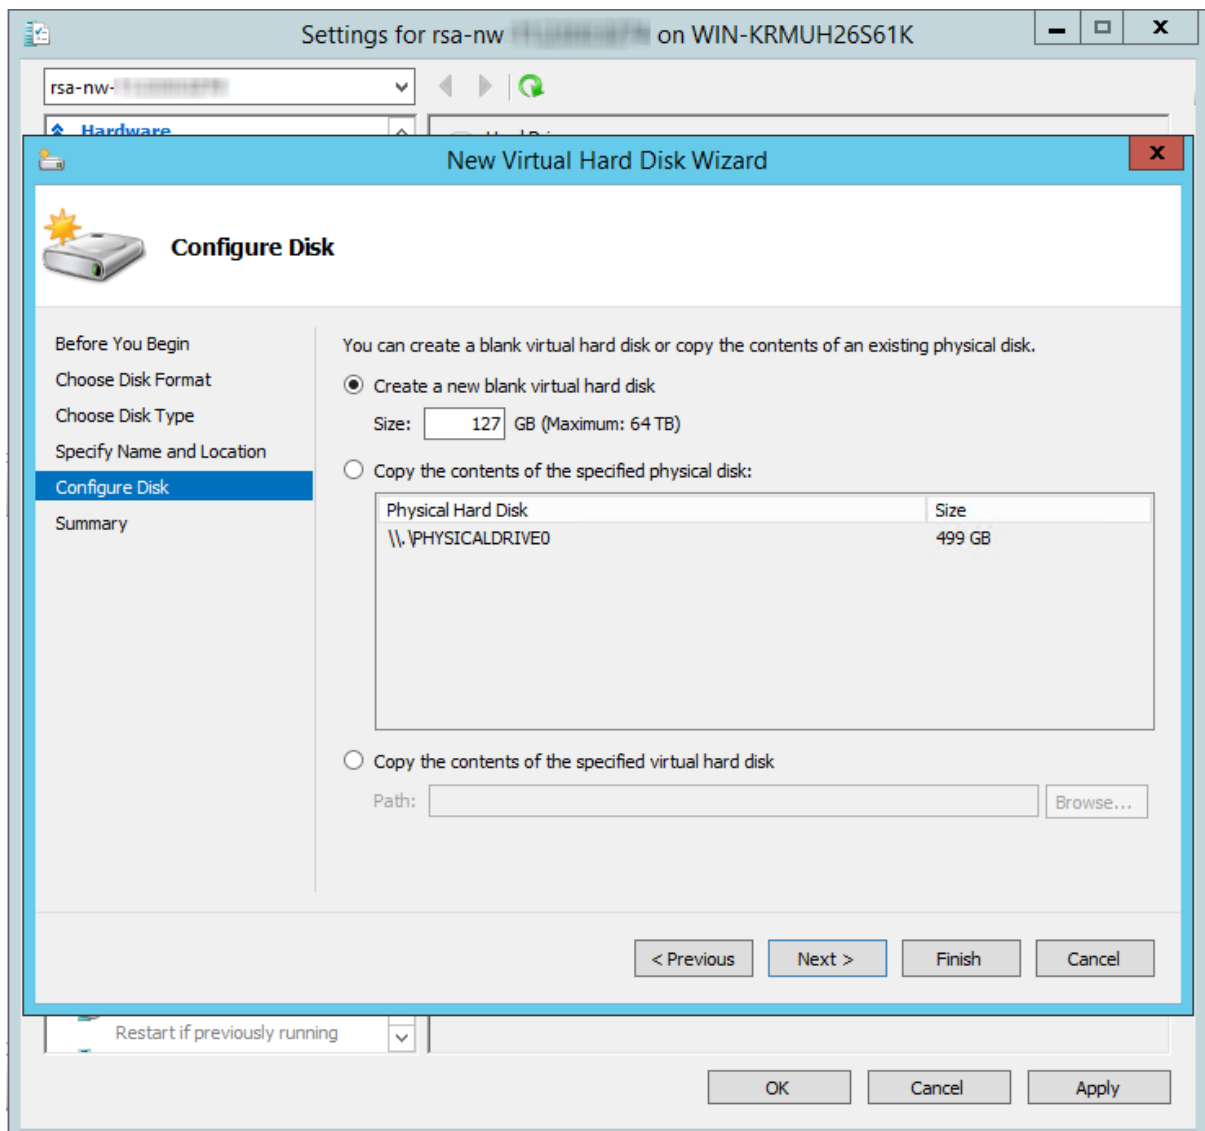 Settings for rsa-nw on WIN-KRMUH26S61K
rsa-nw-
Hardware
New Virtual Hard Disk Wizard
Configure Disk
Before You Begin
Choose Disk Format
Choose Disk Type
Specify Name and Location
Configure Disk
Summary
You can create a blank virtual hard disk or copy the contents of an existing physical disk.
Create a new blank virtual hard disk
Size: 127 GB (Maximum: 64 TB)
Copy the contents of the specified physical disk:
Physical Hard Disk Size
\\.\PHYSICALDRIVE0 499 GB
Copy the contents of the specified virtual hard disk
Path: Browse...
< Previous Next > Finish Cancel
Restart if previously running
OK Cancel Apply